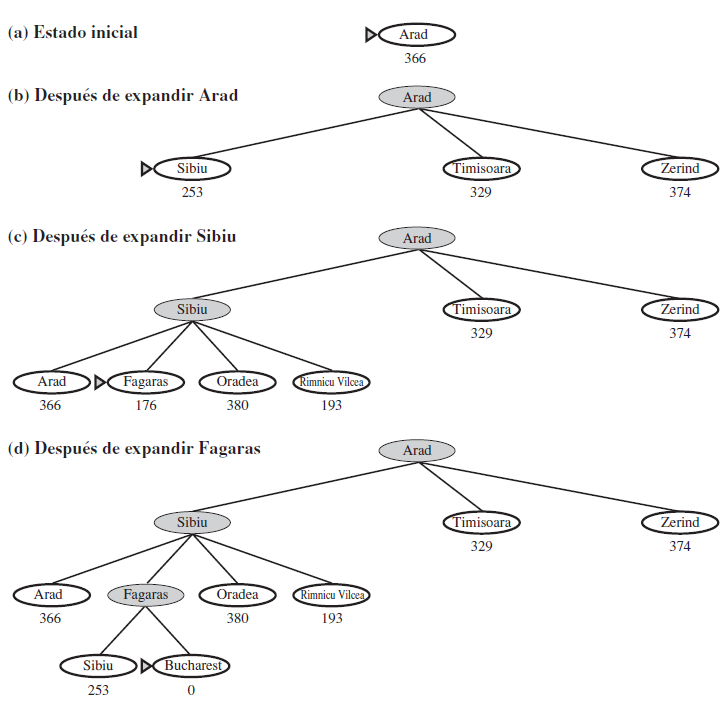 (a) Estado inicial
Arad
366
(b) Después de expandir Arad
Arad
Sibiu
Timisoara
Zerind
253
329
374
(c) Después de expandir Sibiu
Arad
Sibiu
Timisoara
Zerind
329
374
Arad
Fagaras
Oradea
Rimnicu Vilcea
366
176
380
193
(d) Después de expandir Fagaras
Arad
Sibiu
Timisoara
Zerind
329
374
Arad
Fagaras
Oradea
Rimnicu Vilcea
366
380
193
Sibiu
Bucharest
253
0